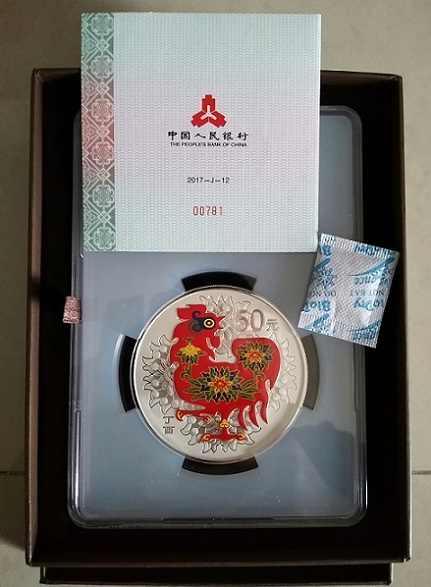 中国人民银行
THE PEOPLE'S BANK OF CHINA
2017-J-12
00781
50元
丁
酉